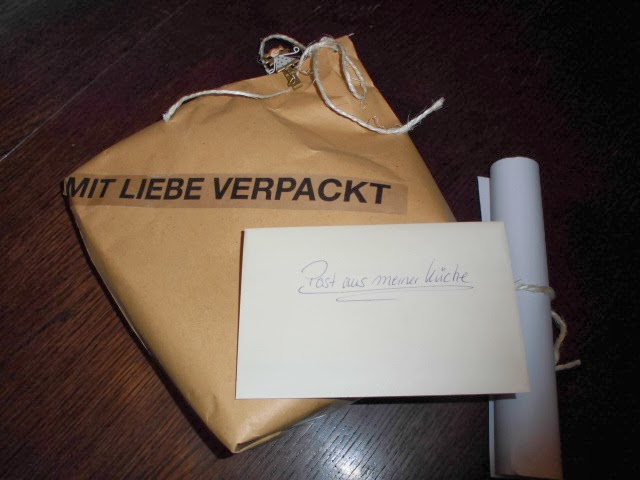 MIT LIEBE VERPACKT
Post aus meiner Küche